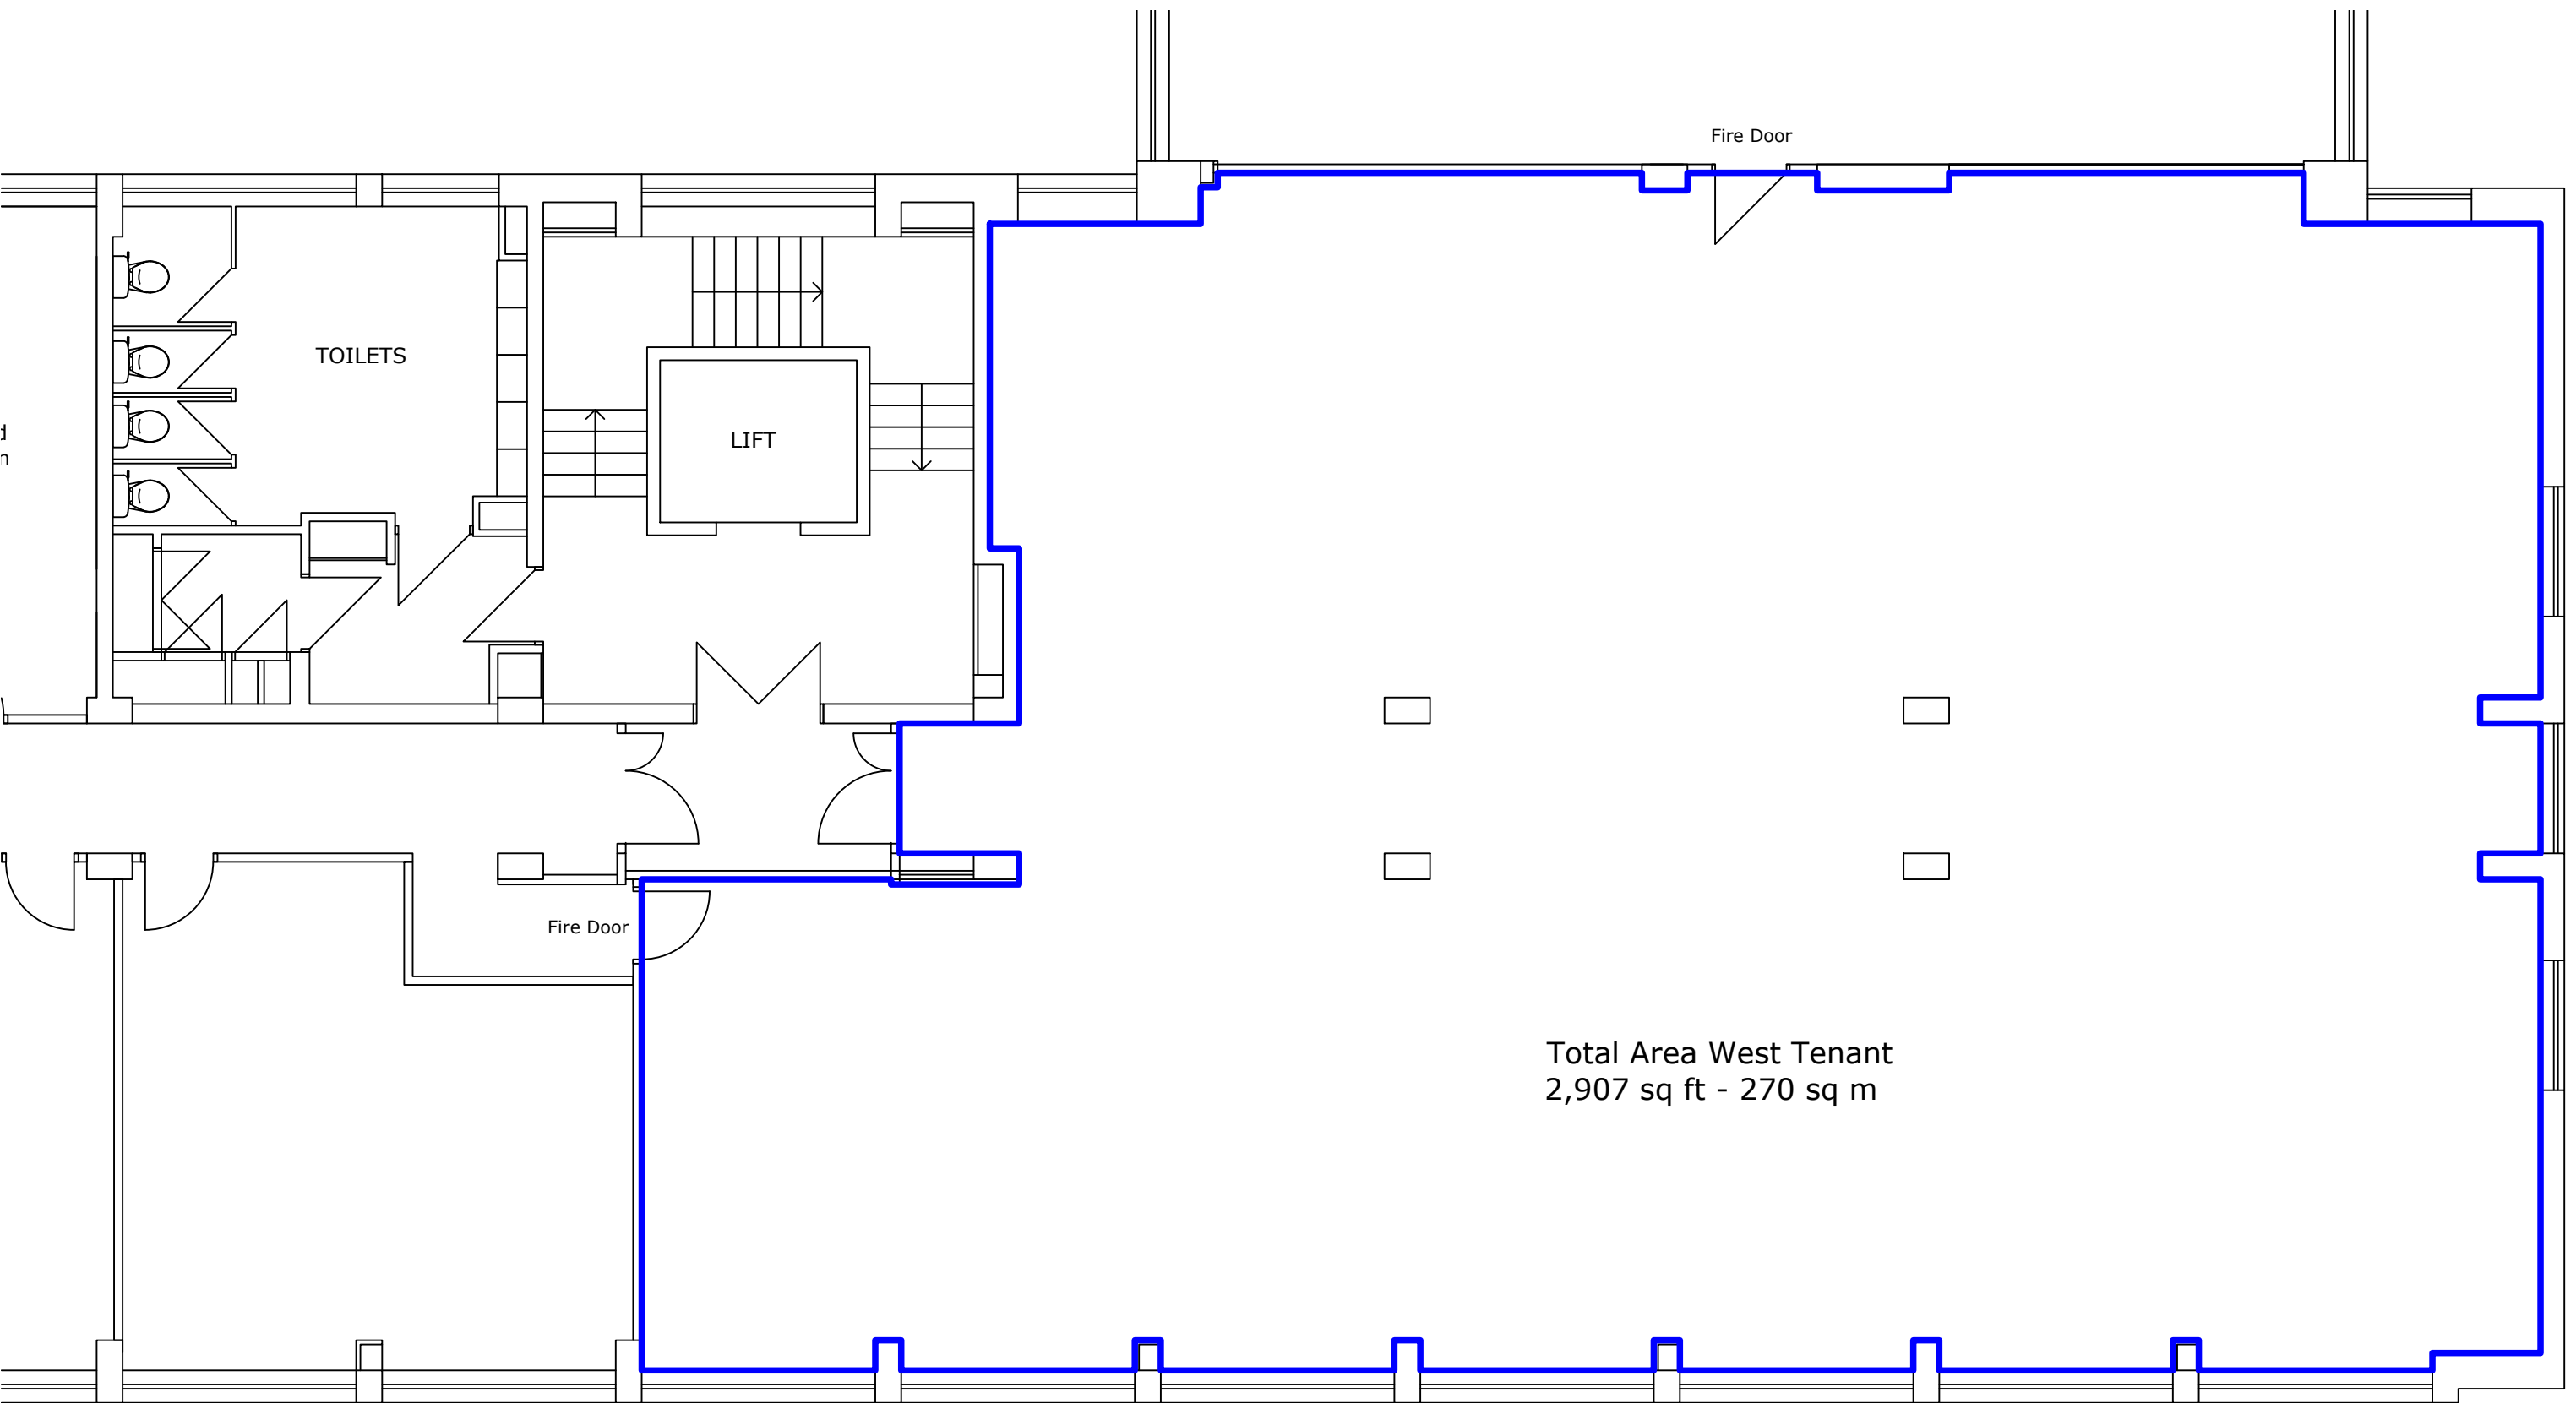 Fire Door
TOILETS
LIFT
Fire Door
Total Area West Tenant
2,907 sq ft - 270 sq m